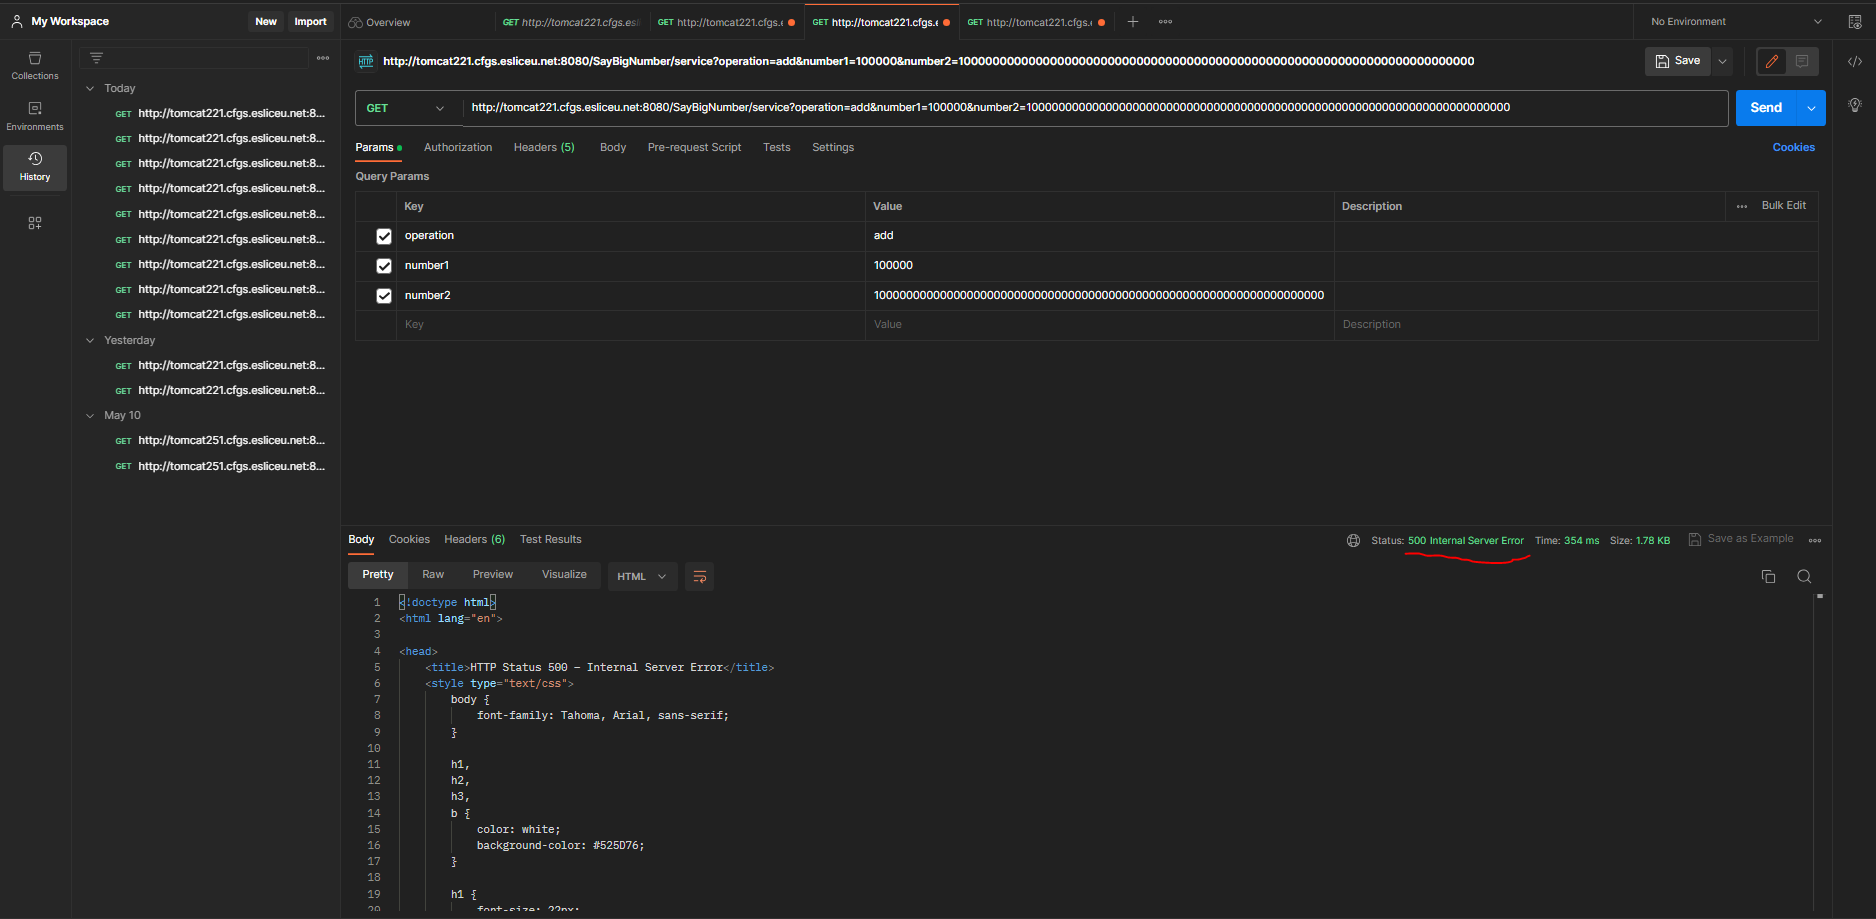 My Workspace
New
Import
Overview
GET http://tomcat221.cfgs.esli
GET http://tomcat221.cfgs.e
GET http://tomcat221.cfgs.e
GET http://tomcat221.cfgs.
No Environment
Collections
Environments
History
http://tomcat221.cfgs.esliceu.net:8080/SayBigNumber/service?operation=add&number1=100000&number2=10000000000000000000000000000000000000000000000000000000000000000000000000000
Save
GET
http://tomcat221.cfgs.esliceu.net:8080/SayBigNumber/service?operation=add&number1=100000&number2=1000000000000000000000000000000000000000000000000000000000000000000000
Send
Today
GET http://tomcat221.cfgs.esliceu.net:8...
GET http://tomcat221.cfgs.esliceu.net:8...
GET http://tomcat221.cfgs.esliceu.net:8...
GET http://tomcat221.cfgs.esliceu.net:8...
GET http://tomcat221.cfgs.esliceu.net:8...
GET http://tomcat221.cfgs.esliceu.net:8...
GET http://tomcat221.cfgs.esliceu.net:8...
GET http://tomcat221.cfgs.esliceu.net:8...
GET http://tomcat221.cfgs.esliceu.net:8...
Yesterday
GET http://tomcat221.cfgs.esliceu.net:8...
GET http://tomcat221.cfgs.esliceu.net:8...
May 10
GET http://tomcat251.cfgs.esliceu.net:8...
GET http://tomcat251.cfgs.esliceu.net:8...
Params Authorization Headers (5) Body Pre-request Script Tests Settings
Cookies
Query Params
Key Value Description ... Bulk Edit
operation add
number1 100000
number2 1000000000000000000000000000000000000000000000000000000000000000000000
Key Value Description
Body Cookies Headers (6) Test Results
Status: 500 Internal Server Error Time: 354 ms Size: 1.78 KB
Save as Example
Pretty Raw Preview Visualize HTML
1 <!doctype html>
2 <html lang="en">
3
4 <head>
5 <title>HTTP Status 500 – Internal Server Error</title>
6 <style type="text/css">
7 body {
8 font-family: Tahoma, Arial, sans-serif;
9 }
10
11 h1,
12 h2,
13 h3,
14 b {
15 color: white;
16 background-color: #525D76;
17 }
18
19 h1 {
20 font-size: 22px;